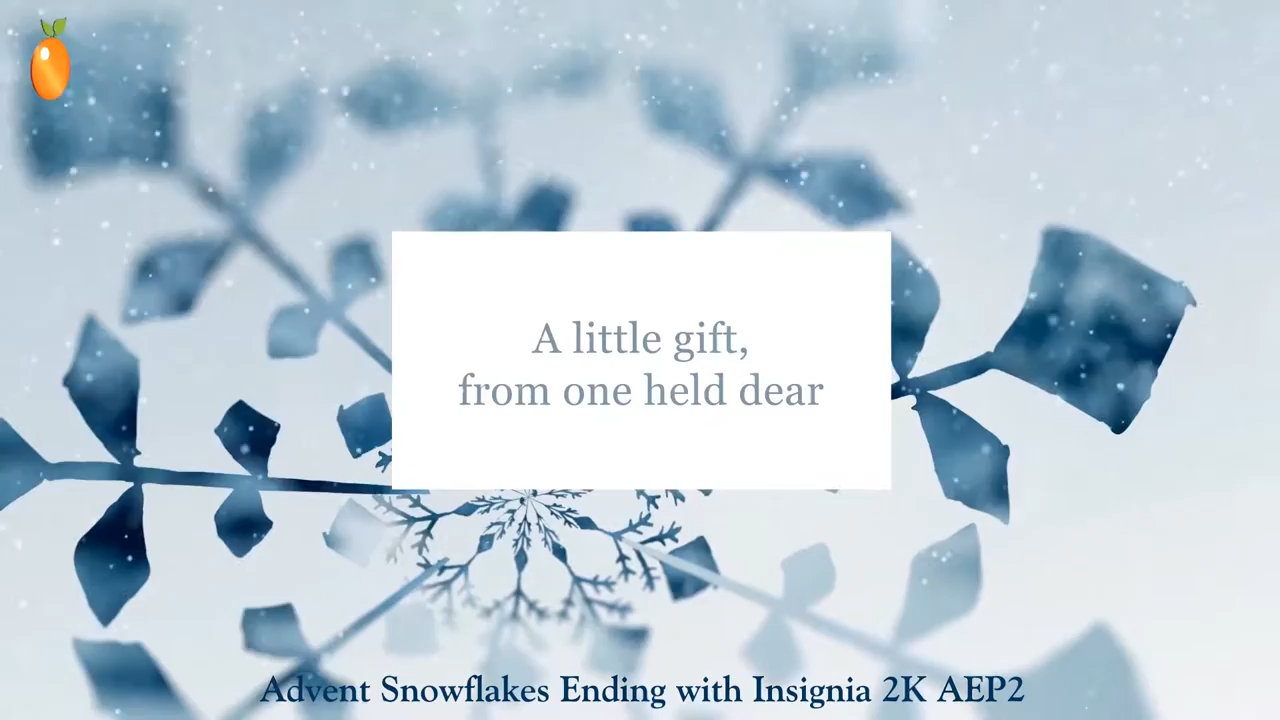 A little gift,
from one held dear
Advent Snowflakes Ending with Insignia 2K AEP2